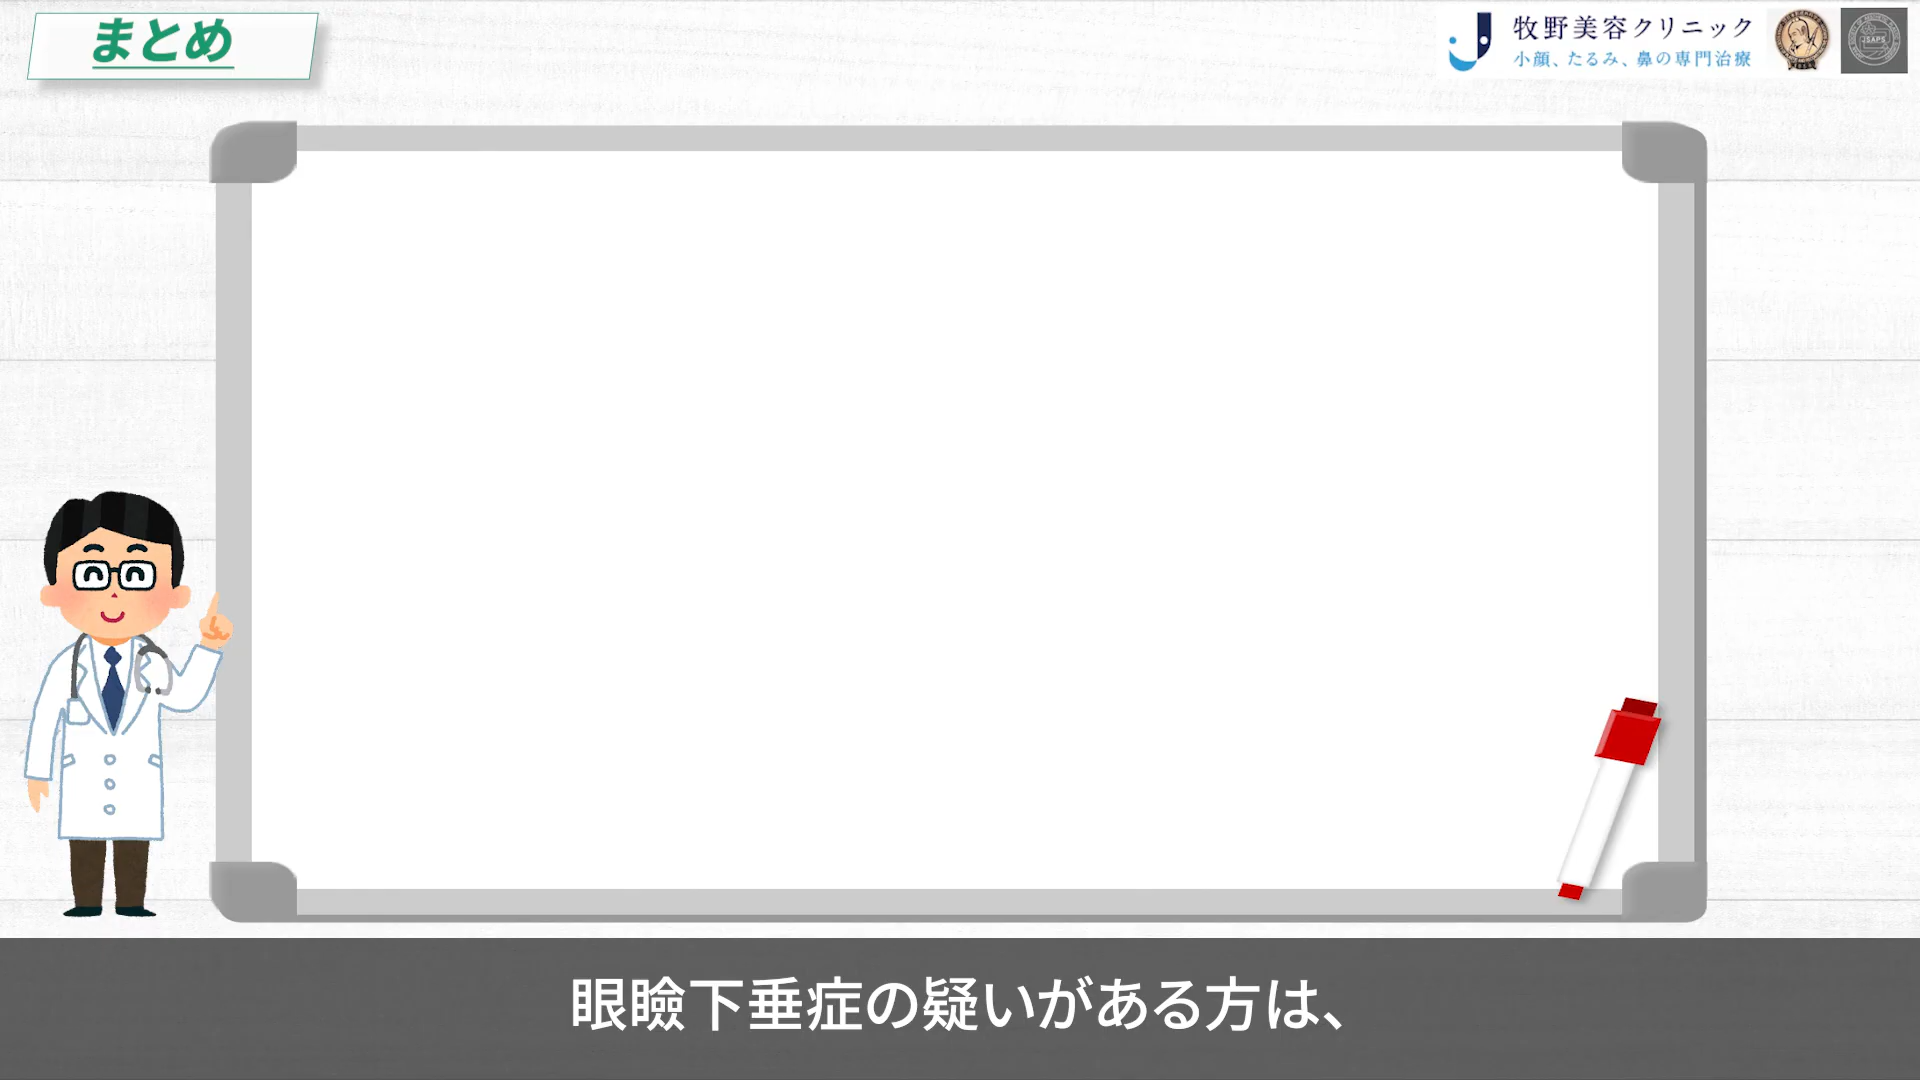 まとめ
牧野美容クリニック
小顔、たるみ、鼻の専門治療
ISAPS
眼瞼下垂症の疑いがある方は、